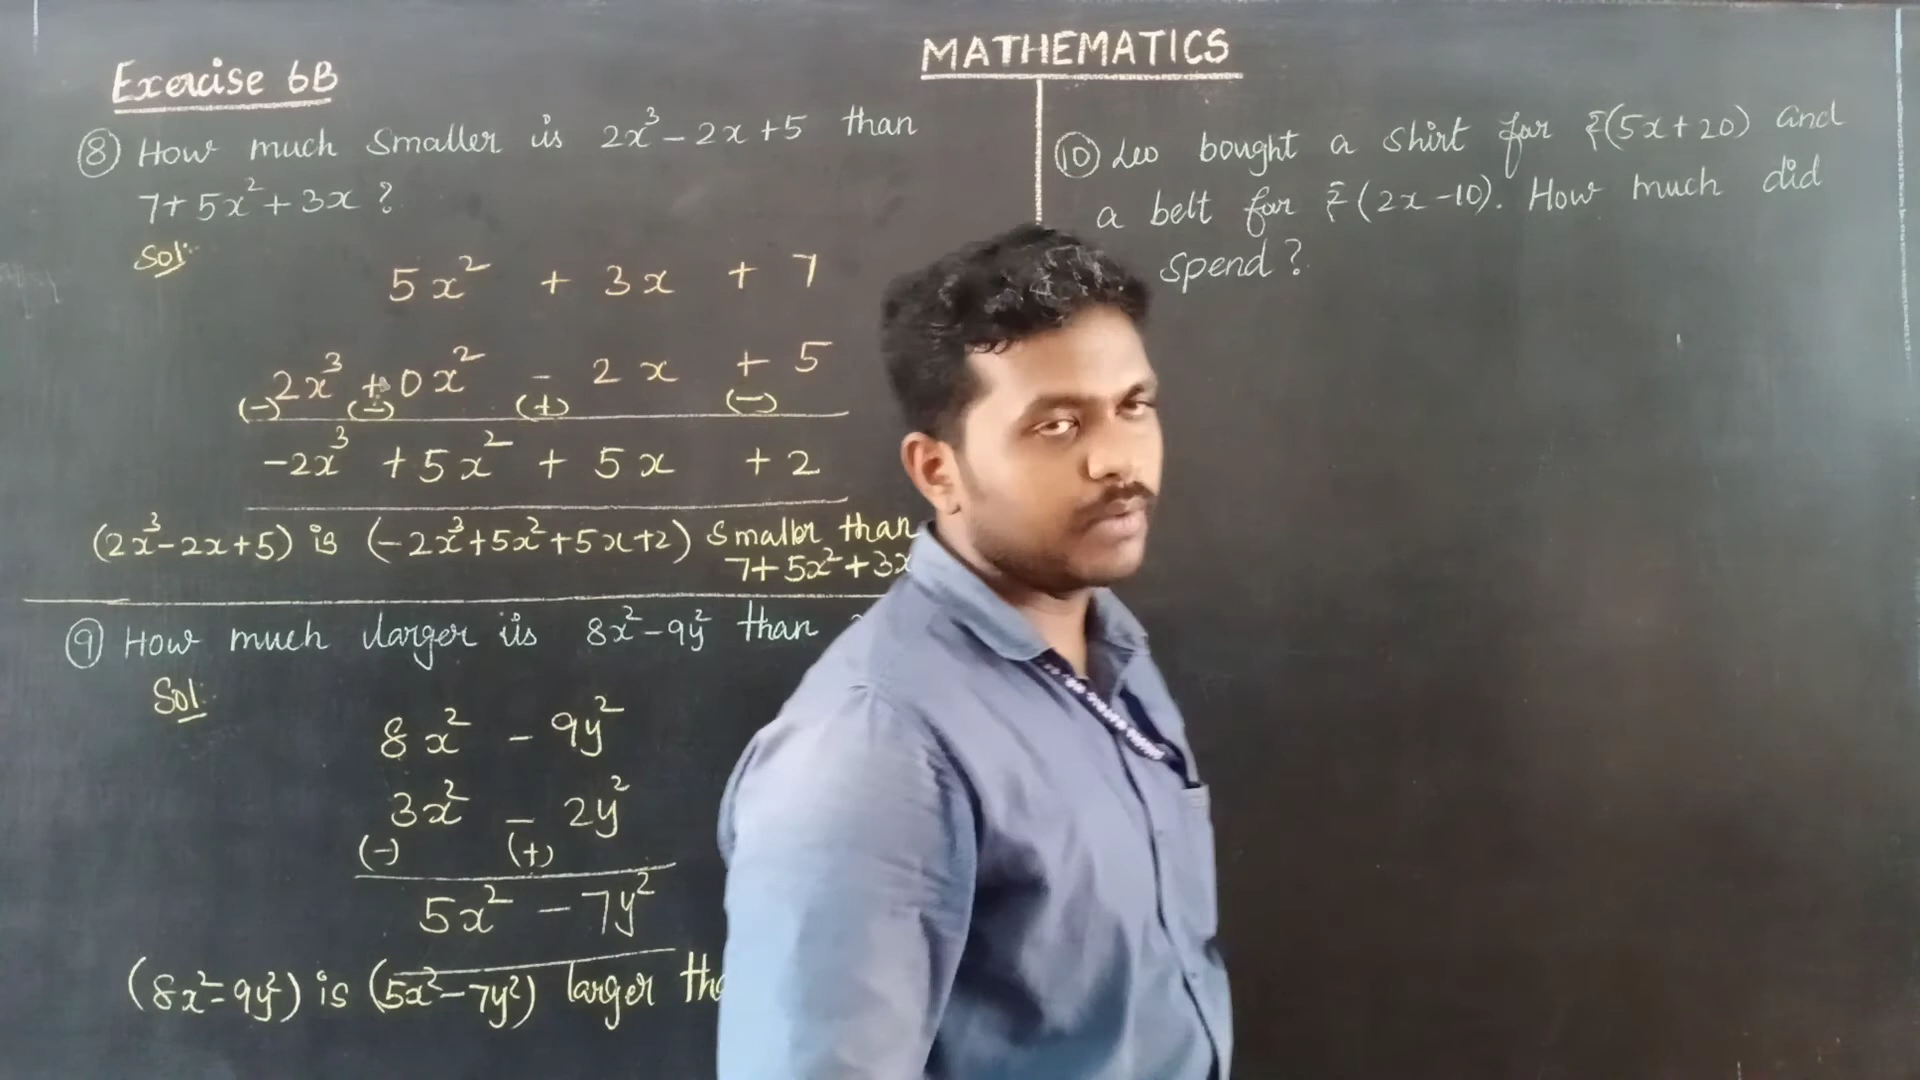 MATHEMATICS
Exercise 6B
⑧ How much smaller is 2x³ - 2x + 5 than
7 + 5x² + 3x ?
Sol:
5x² + 3x + 7
2x³ + 0x² - 2x + 5
(-) (-) (+) (-)
-2x³ + 5x² + 5x + 2
(2x³-2x+5) is (-2x³+5x²+5x+2) Smaller than
7+5x²+3x
⑨ How much larger is 8x²-9y² than
Sol:
8x² - 9y²
3x² - 2y²
(-) (+)
5x² - 7y²
(8x²-9y²) is (5x²-7y²) larger
⑩ Leo bought a shirt for ₹(5x+20) and
a belt for ₹(2x-10). How much did
spend ?